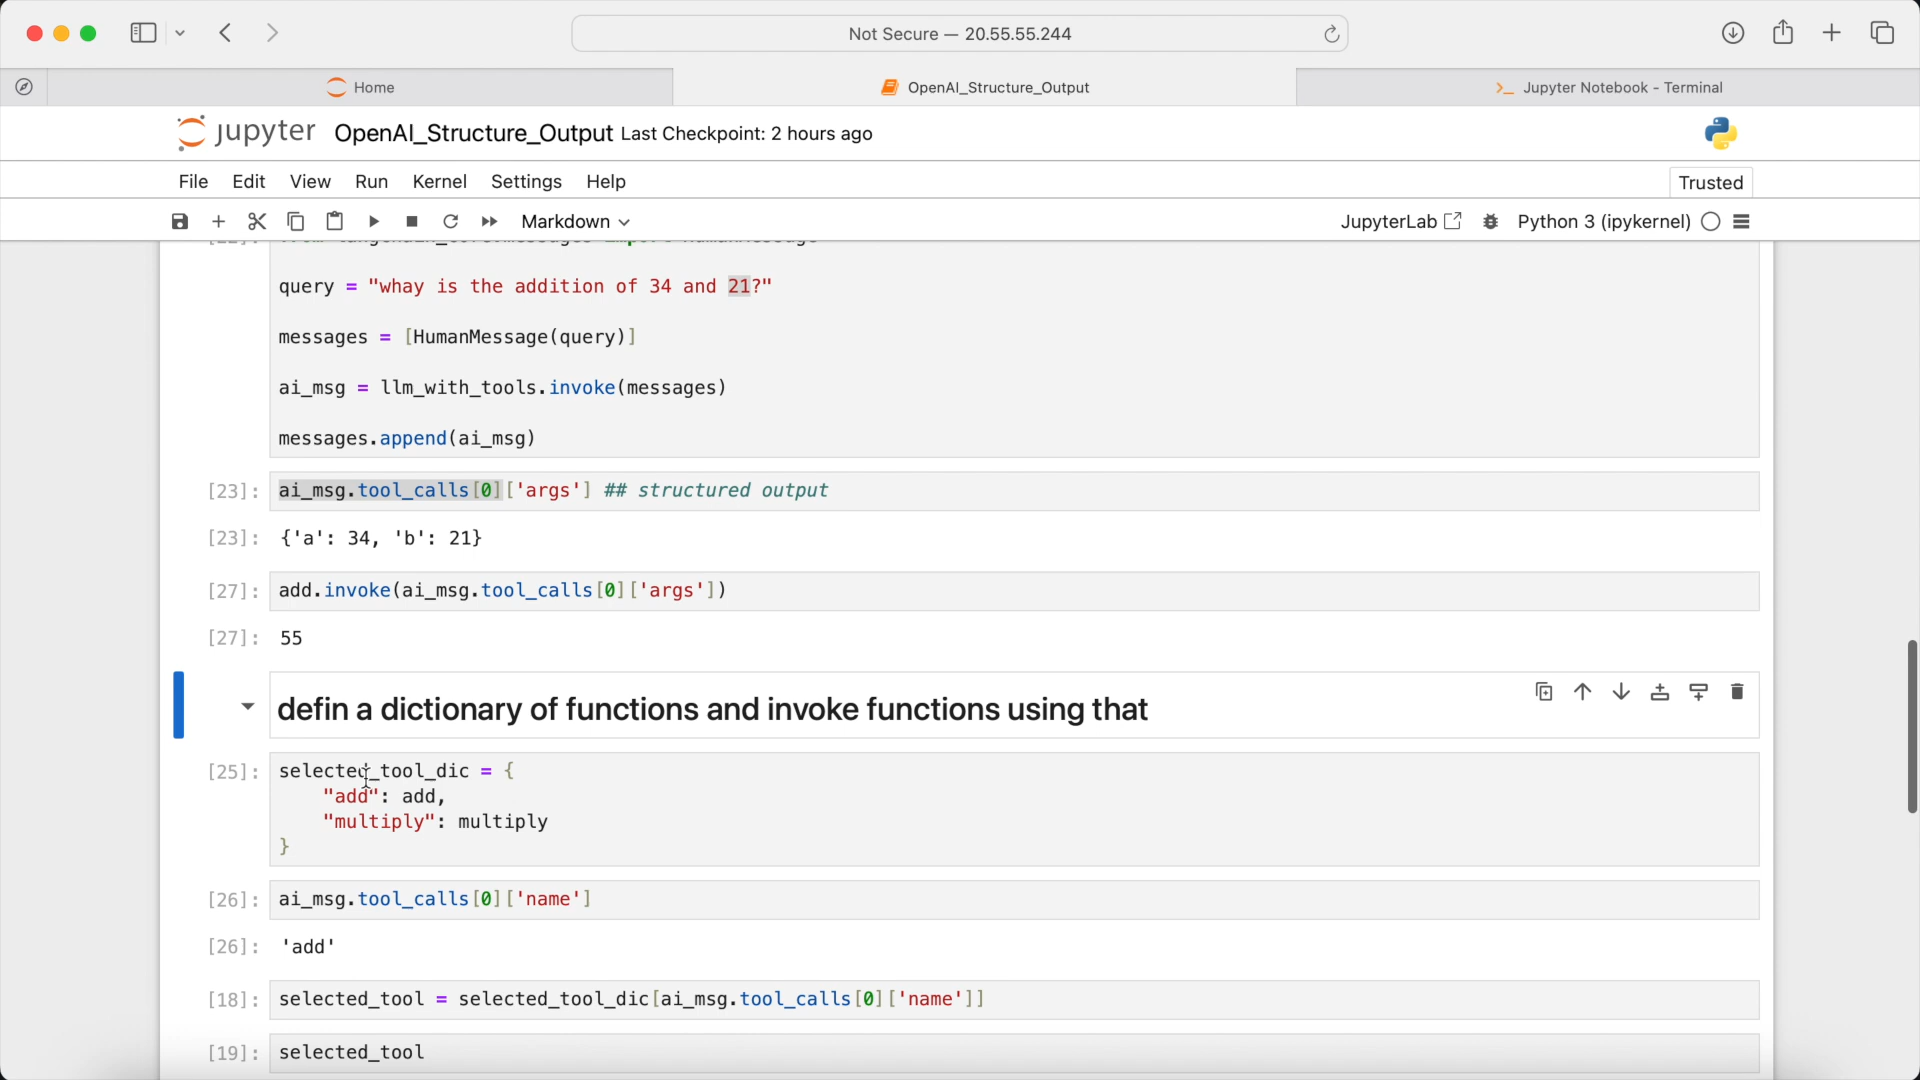 Not Secure — 20.55.55.244
Home
OpenAI_Structure_Output
Jupyter Notebook - Terminal
jupyter OpenAI_Structure_Output Last Checkpoint: 2 hours ago
File Edit View Run Kernel Settings Help
Trusted
Markdown
JupyterLab
Python 3 (ipykernel)
query = "whay is the addition of 34 and 21?"
messages = [HumanMessage(query)]
ai_msg = llm_with_tools.invoke(messages)
messages.append(ai_msg)
[23]: ai_msg.tool_calls[0]['args'] ## structured output
[23]: {'a': 34, 'b': 21}
[27]: add.invoke(ai_msg.tool_calls[0]['args'])
[27]: 55
defin a dictionary of functions and invoke functions using that
[25]: selected_tool_dic = {
"add": add,
"multiply": multiply
}
[26]: ai_msg.tool_calls[0]['name']
[26]: 'add'
[18]: selected_tool = selected_tool_dic[ai_msg.tool_calls[0]['name']]
[19]: selected_tool